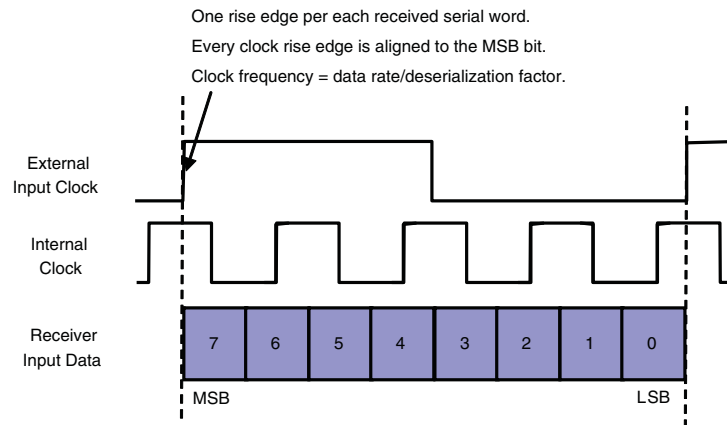 One rise edge per each received serial word.
Every clock rise edge is aligned to the MSB bit.
Clock frequency = data rate/deserialization factor.
External
Input Clock
Internal
Clock
Receiver
Input Data
7 6 5 4 3 2 1 0
MSB LSB